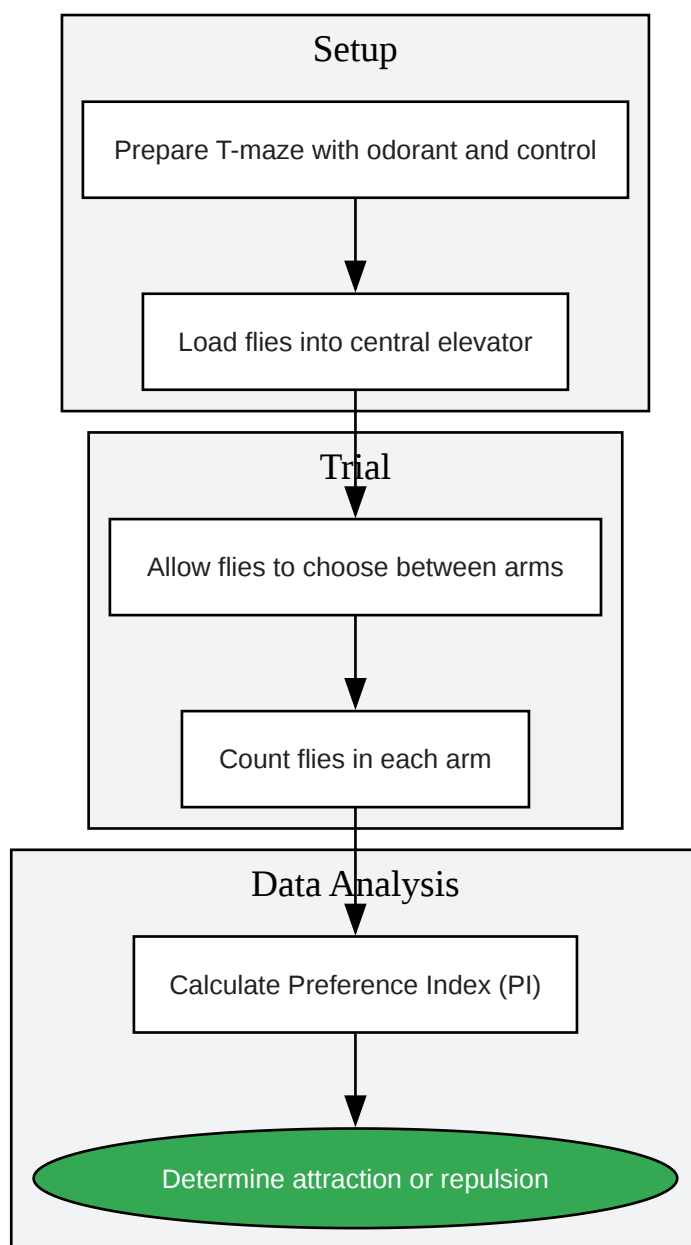 Setup
Prepare T-maze with odorant and control
Load flies into central elevator
Trial
Allow flies to choose between arms
Count flies in each arm
Data Analysis
Calculate Preference Index (PI)
Determine attraction or repulsion